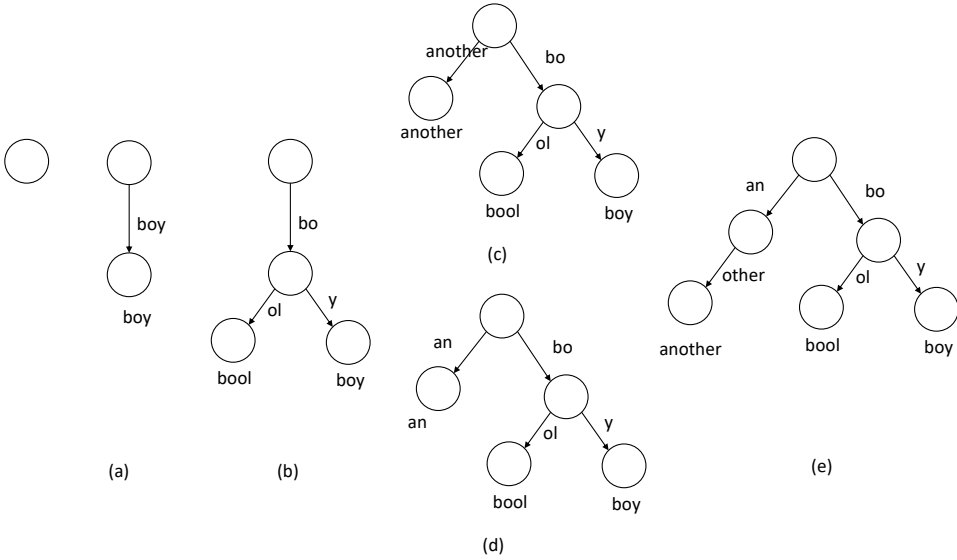 boy
boy
(a)
bo
ol
y
bool
boy
(b)
another
bo
another
ol
y
bool
boy
(c)
an
bo
an
ol
y
bool
boy
(d)
an
bo
other
ol
y
another
bool
boy
(e)